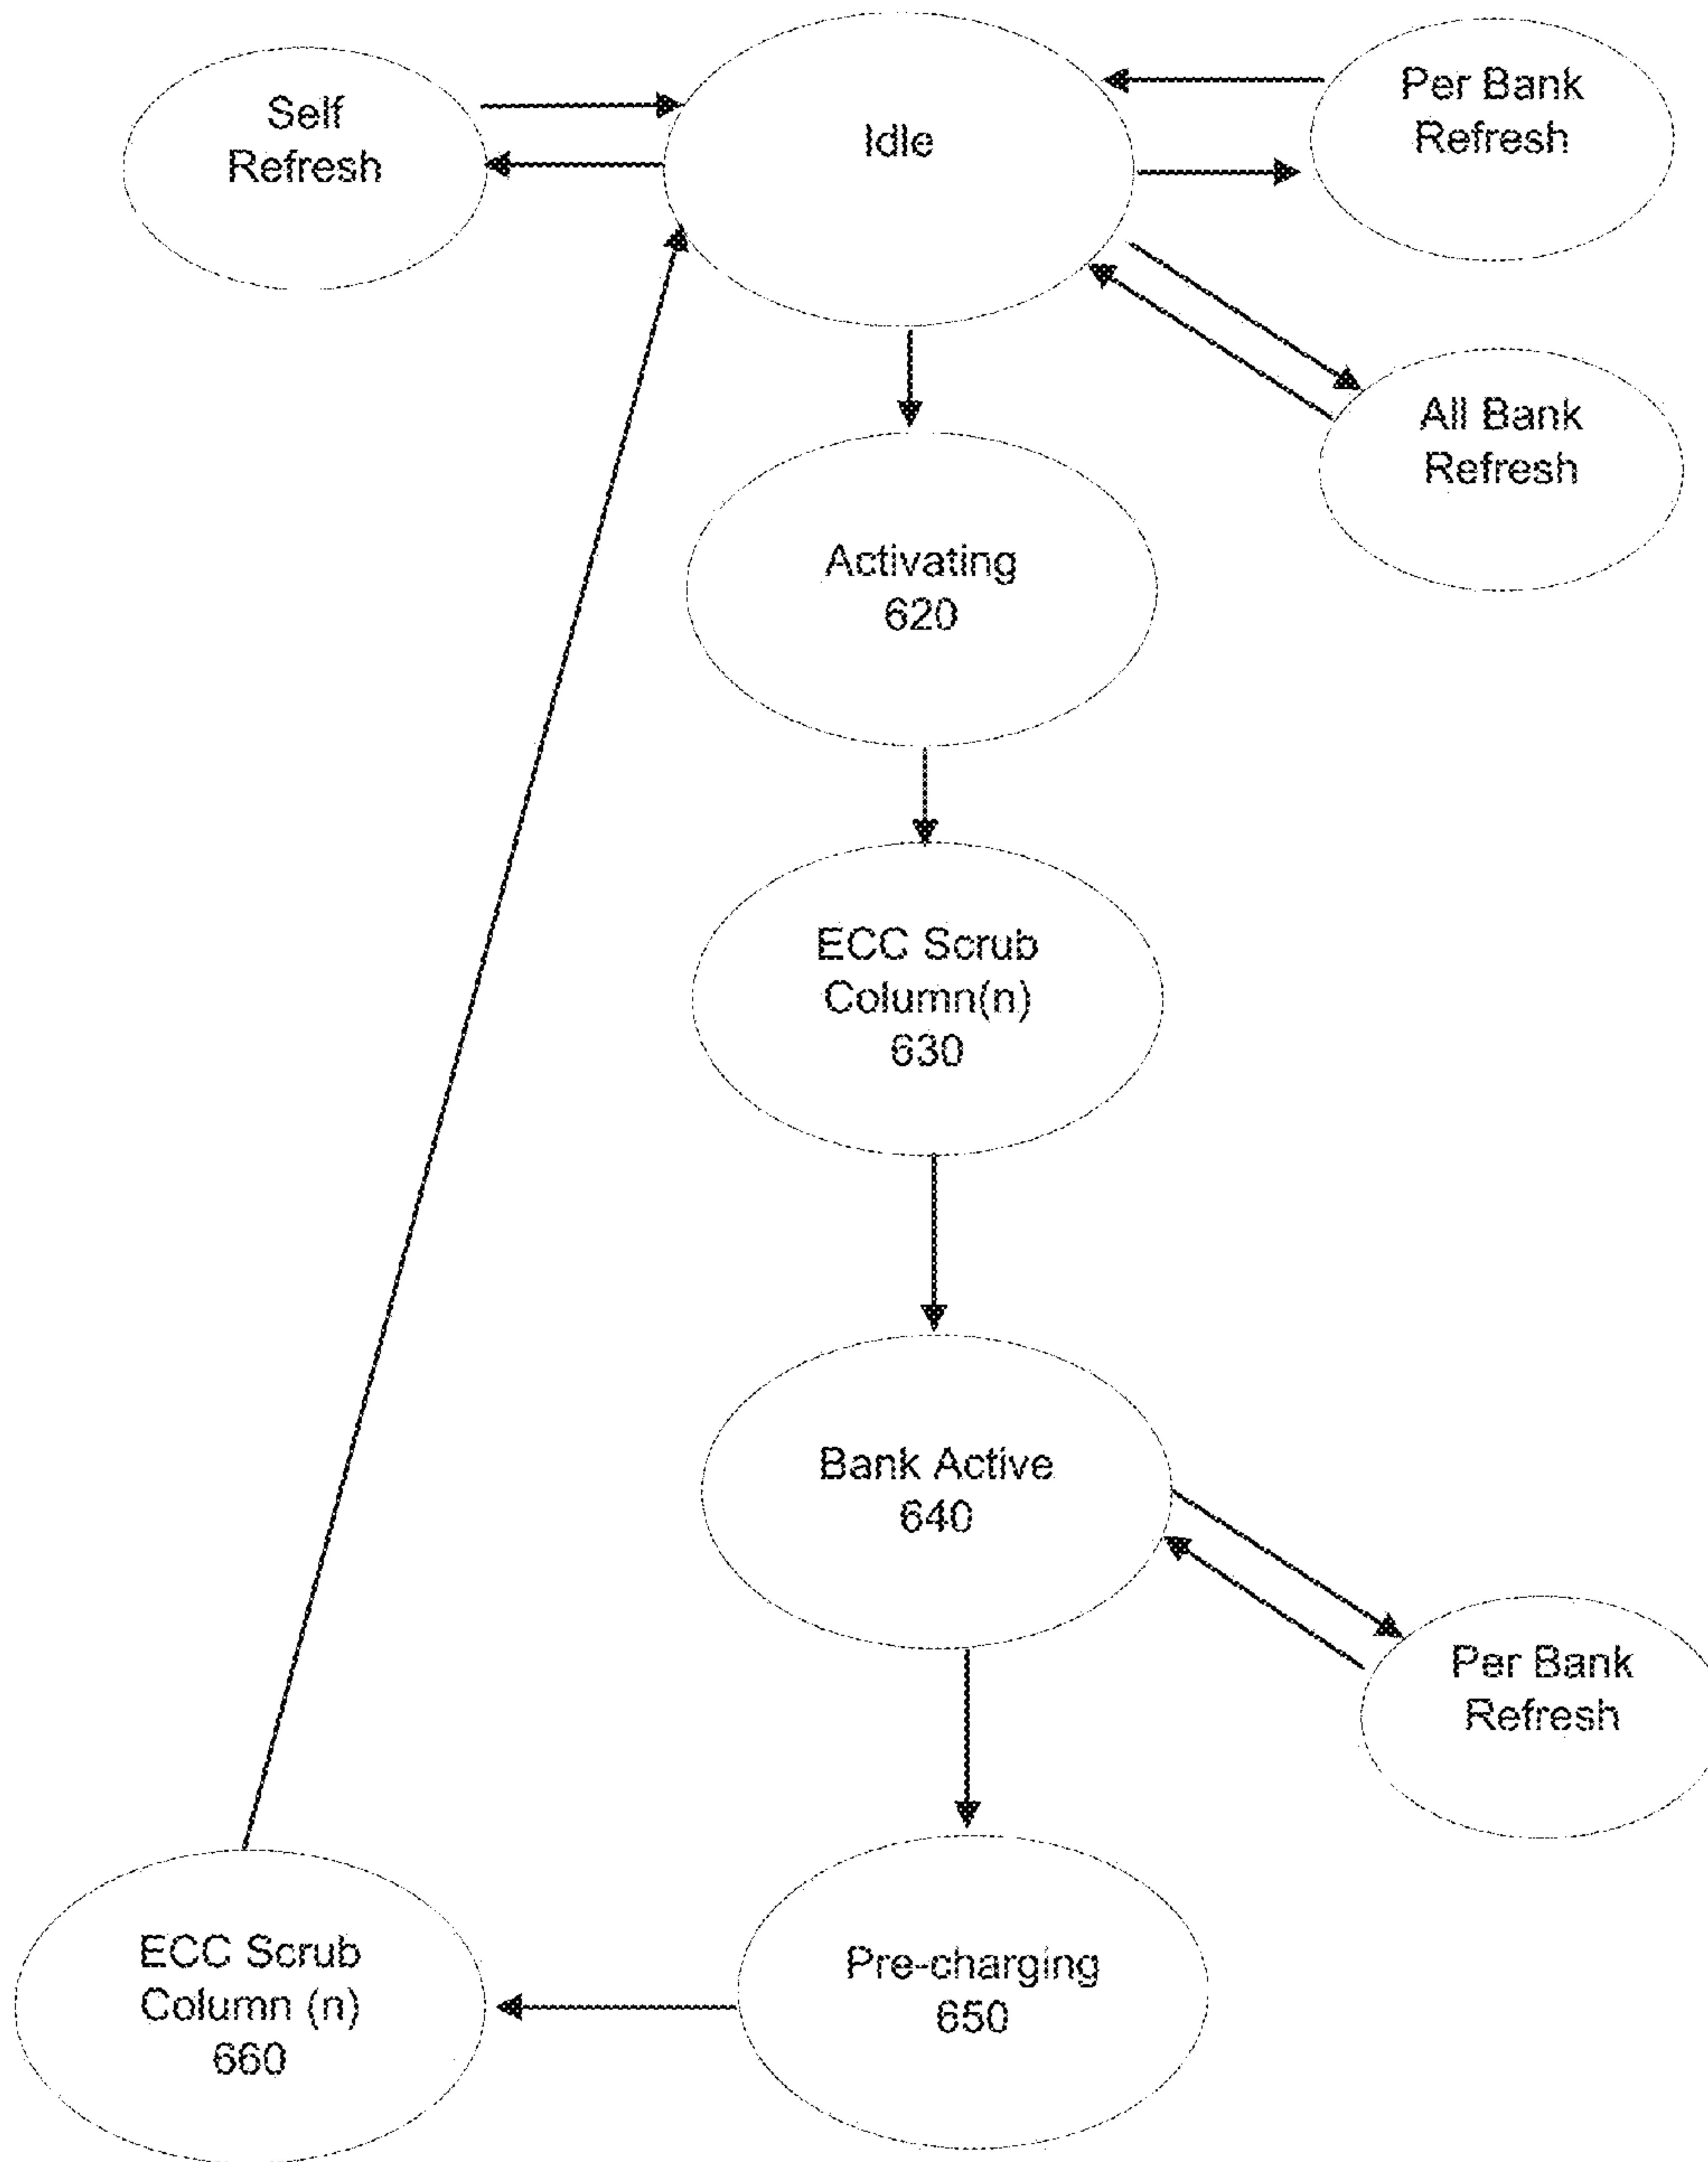 Self
Refresh
Idle
Per Bank
Refresh
All Bank
Refresh
Activating
620
ECC Scrub
Column(n)
630
Bank Active
640
Per Bank
Refresh
Pre-charging
650
ECC Scrub
Column (n)
660